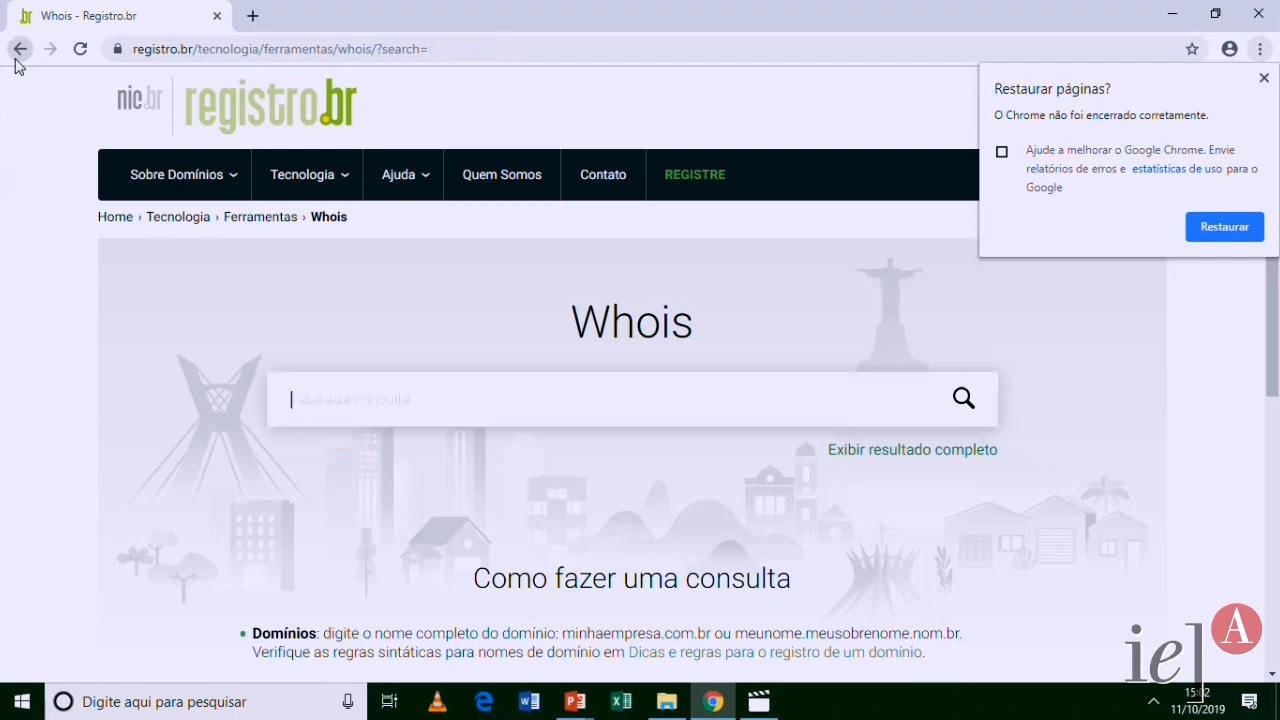 Whois - Registro.br
registro.br/tecnologia/ferramentas/whois/?search=
nic.br
registro.br
Restaurar páginas?
O Chrome não foi encerrado corretamente.
Ajude a melhorar o Google Chrome. Envie
relatórios de erros e estatísticas de uso para o
Google
Restaurar
Sobre Domínios
Tecnologia
Ajuda
Quem Somos
Contato
REGISTRE
Home › Tecnologia › Ferramentas › Whois
Whois
Exibir resultado completo
Como fazer uma consulta
• Domínios: digite o nome completo do domínio: minhaempresa.com.br ou meunome.meusobrenome.nom.br.
Verifique as regras sintáticas para nomes de domínio em Dicas e regras para o registro de um domínio.
iel A
Digite aqui para pesquisar
15:02
11/10/2019